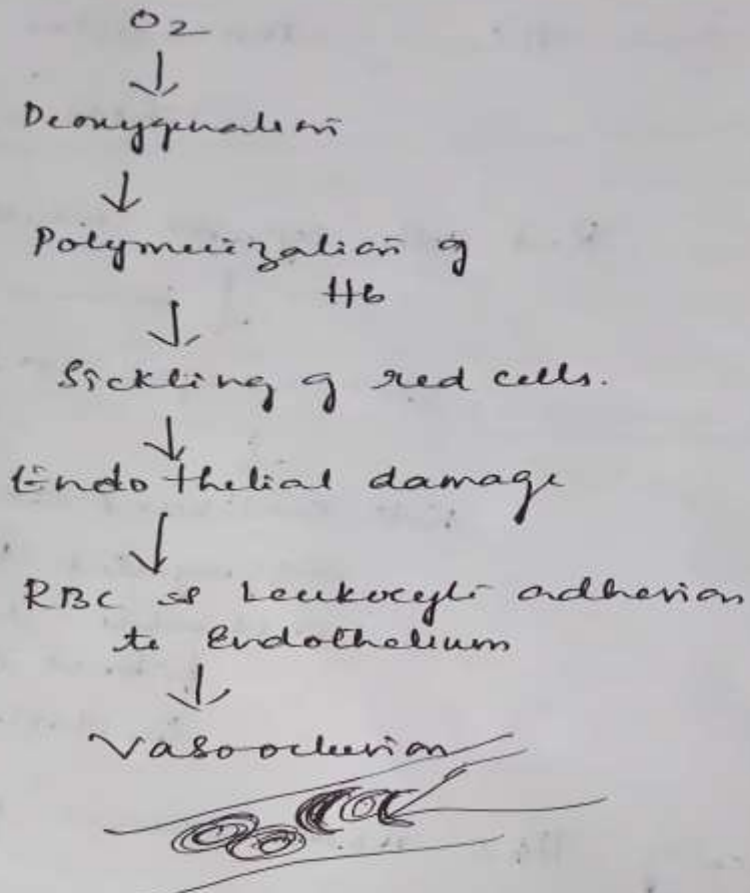 O2
↓
Deoxygenation
↓
Polymerization of
Hb
↓
Sickling of red cells.
↓
Endothelial damage
↓
RBC & Leukocyte adhesion
to Endothelium
↓
Vasoocclusion